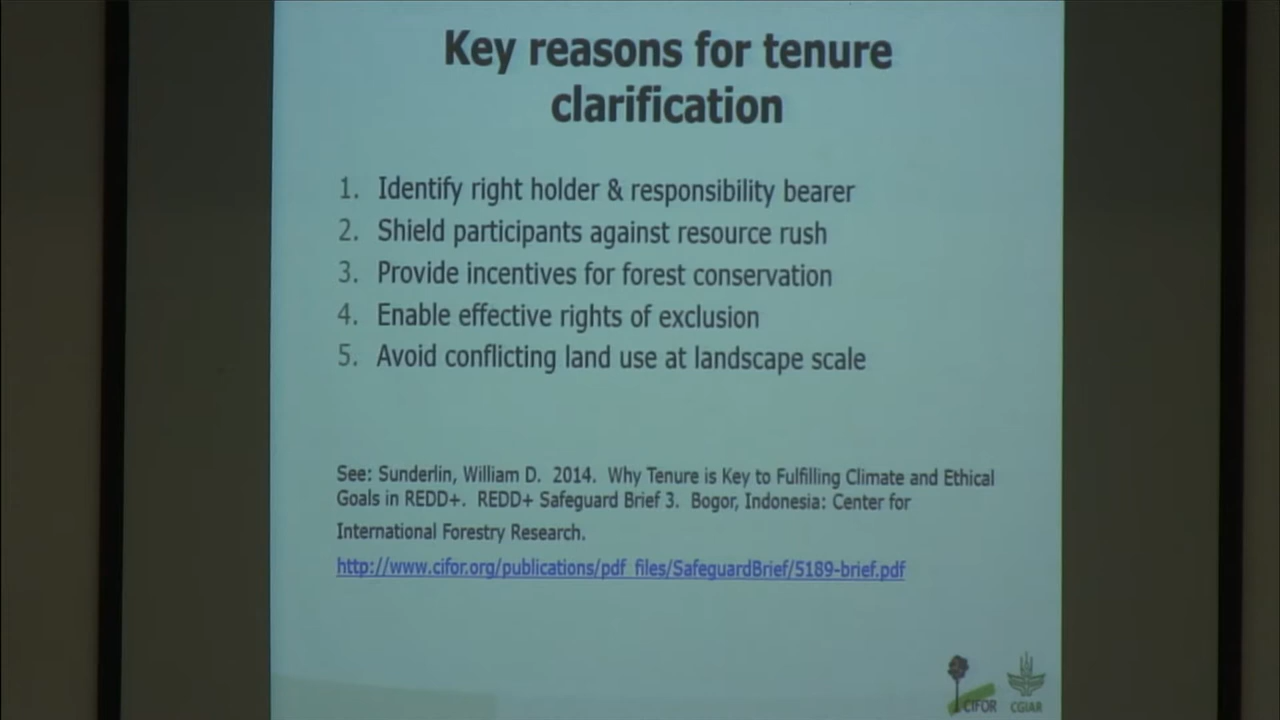 Key reasons for tenure
clarification
1. Identify right holder & responsibility bearer
2. Shield participants against resource rush
3. Provide incentives for forest conservation
4. Enable effective rights of exclusion
5. Avoid conflicting land use at landscape scale
See: Sunderlin, William D. 2014. Why Tenure is Key to Fulfilling Climate and Ethical
Goals in REDD+. REDD+ Safeguard Brief 3. Bogor, Indonesia: Center for
International Forestry Research.
http://www.cifor.org/publications/pdf_files/SafeguardBrief/5189-brief.pdf
CIFOR CGIAR